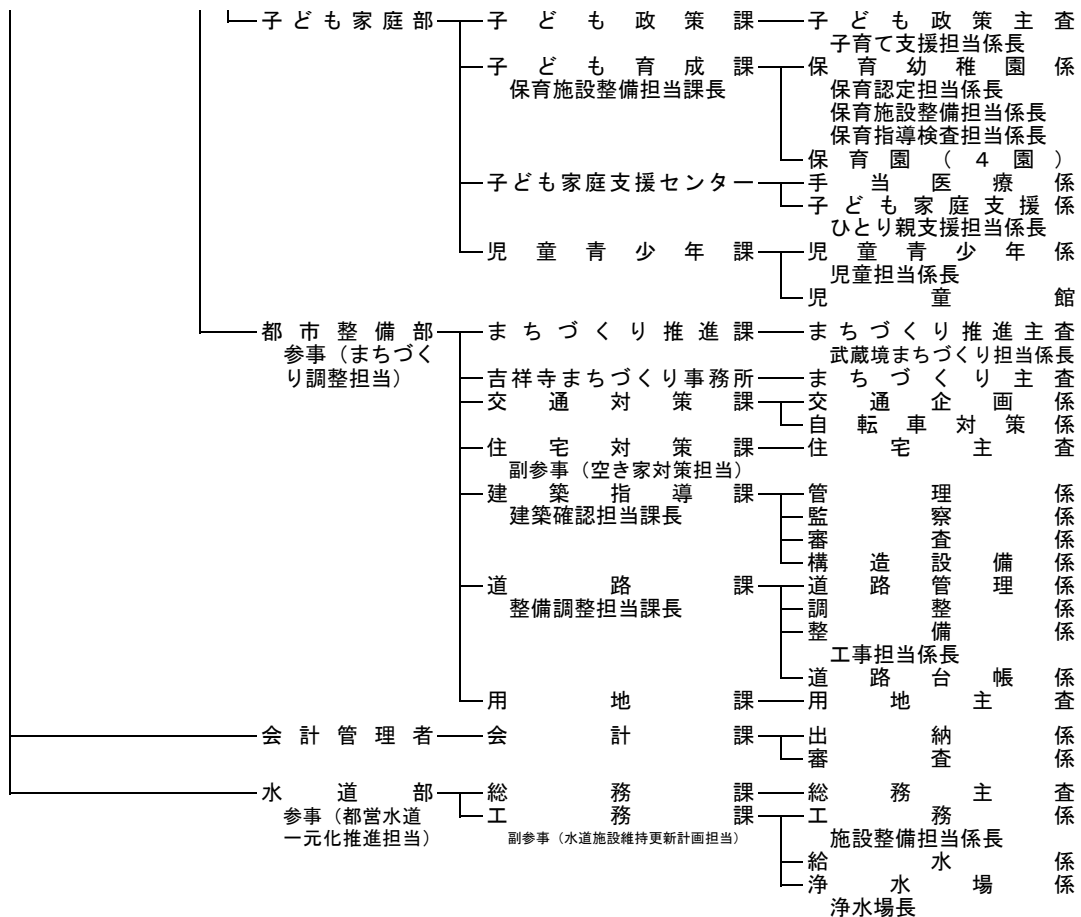 子ども家庭部 子ども政策課 子ども政策主査
子育て支援担当係長
子ども育成課 保育幼稚園係
保育施設整備担当課長 保育認定担当係長
保育施設整備担当係長
保育指導検査担当係長
保育園(4園)
子ども家庭支援センター 手当医療係
子ども家庭支援係
ひとり親支援担当係長
児童青少年課 児童青少年係
児童担当係長
児童館
都市整備部 まちづくり推進課 まちづくり推進主査
参事(まちづく 武蔵境まちづくり担当係長
り調整担当) 吉祥寺まちづくり事務所 まちづくり主査
交通対策課 交通企画係
自転車対策係
住宅対策課 住宅主査
副参事(空き家対策担当)
建築指導課 管理係
建築確認担当課長 監察係
審査係
構造設備係
道路課 道路管理係
整備調整担当課長 調整係
整備係
工事担当係長
道路台帳係
用地課 用地主査
会計管理者 会計課 出納係
審査係
水道部 総務課 総務主査
参事(都営水道 工務課 工務係
一元化推進担当) 副参事(水道施設維持更新計画担当) 施設整備担当係長
給水係
浄水場係
浄水場長